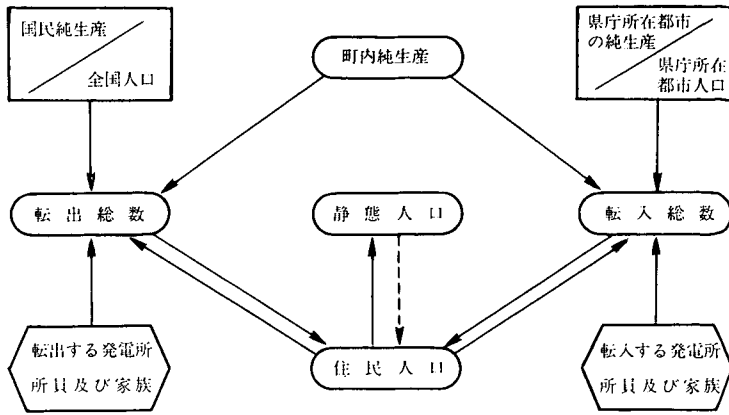 国民純生産
全国人口
町内純生産
県庁所在都市
の純生産
県庁所在
都市人口
転出総数
静態人口
転入総数
転出する発電所
所員及び家族
住民人口
転入する発電所
所員及び家族